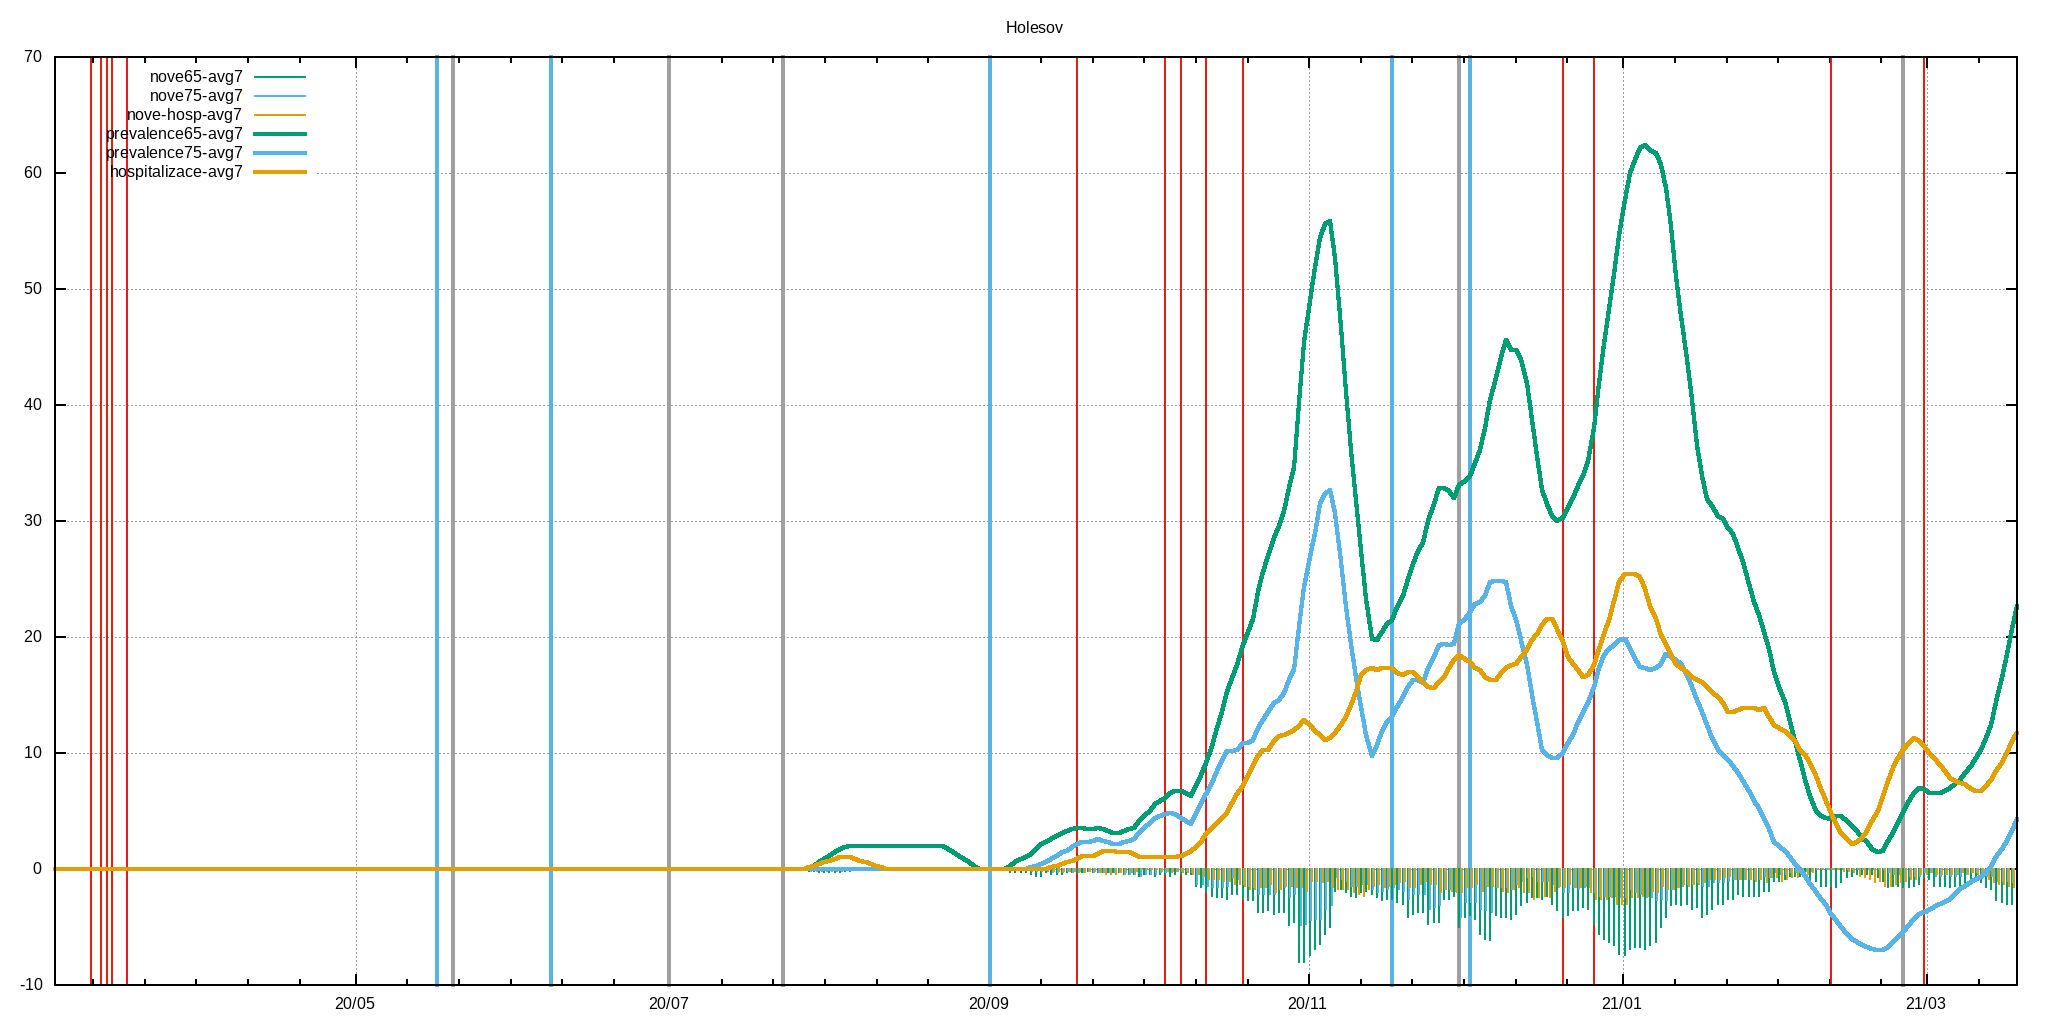 Holesov
70
nove65-avg7
nove75-avg7
nove-hosp-avg7
prevalence65-avg7
prevalence75-avg7
hospitalizace-avg7
60
50
40
30
20
10
0
-10
20/05 20/07 20/09 20/11 21/01 21/03